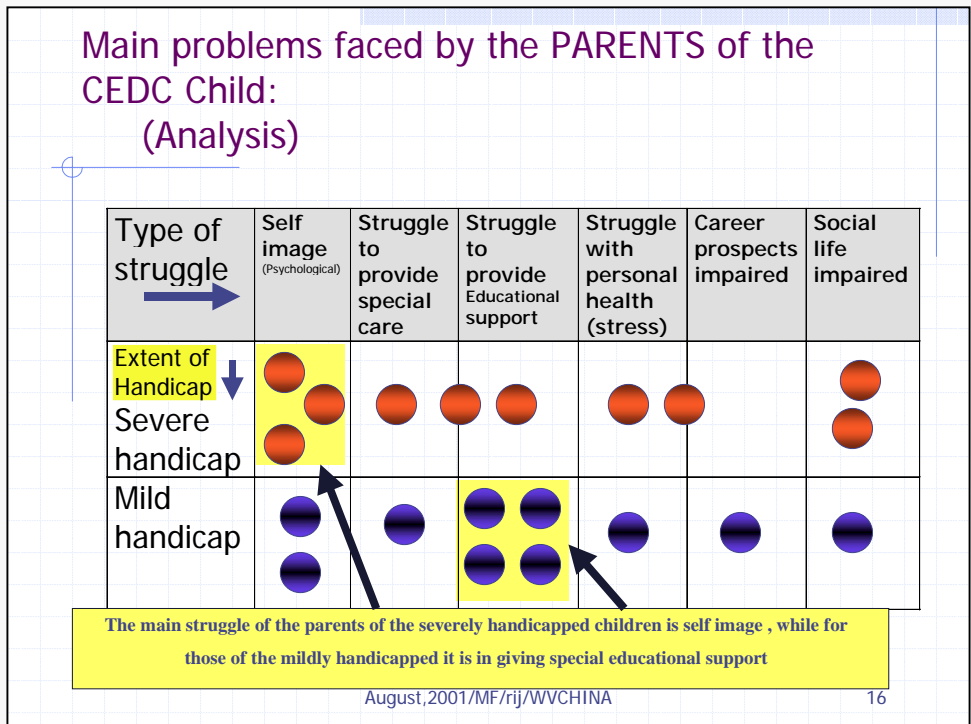 Main problems faced by the PARENTS of the
CEDC Child:
(Analysis)
Type of
struggle
Self
image
(Psychological)
Struggle
to
provide
special
care
Struggle
to
provide
Educational
support
Struggle
with
personal
health
(stress)
Career
prospects
impaired
Social
life
impaired
Extent of
Handicap
Severe
handicap
Mild
handicap
The main struggle of the parents of the severely handicapped children is self image , while for
those of the mildly handicapped it is in giving special educational support
August,2001/MF/rij/WVCHINA 16